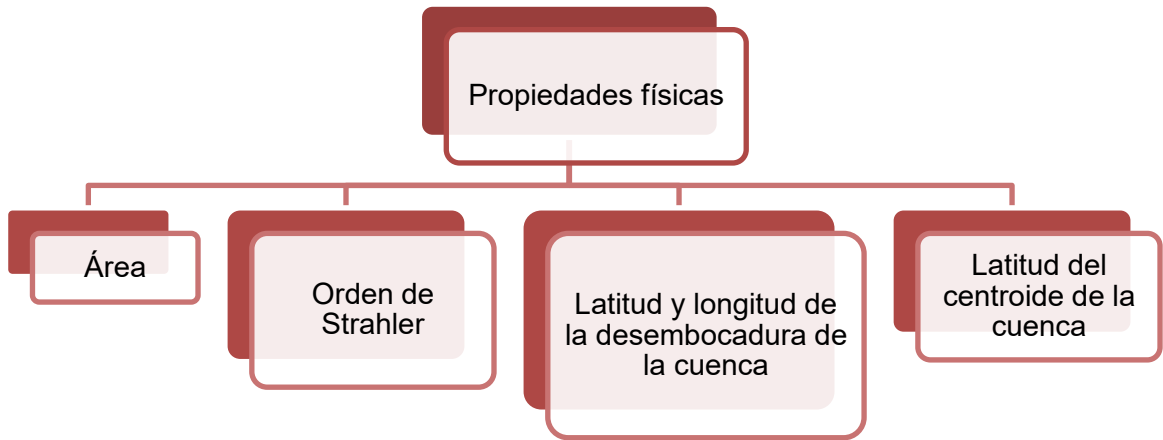 Propiedades físicas
Área
Orden de
Strahler
Latitud y longitud de
la desembocadura de
la cuenca
Latitud del
centroide de la
cuenca